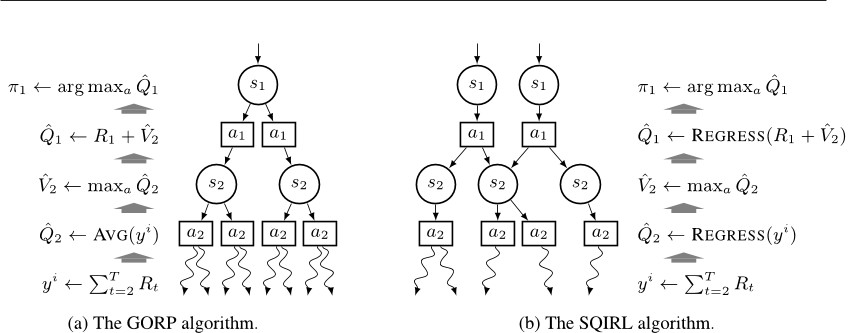 π₁ ← arg maxₐ Q̂₁
Q̂₁ ← R₁ + V̂₂
V̂₂ ← maxₐ Q̂₂
Q̂₂ ← AVG(yⁱ)
yⁱ ← ∑ᵀₜ₌₂ Rₜ
s₁
a₁ a₁
s₂ s₂
a₂ a₂ a₂ a₂
(a) The GORP algorithm.
s₁ s₁
a₁ a₁
s₂ s₂ s₂
a₂ a₂ a₂ a₂
π₁ ← arg maxₐ Q̂₁
Q̂₁ ← REGRESS(R₁ + V̂₂)
V̂₂ ← maxₐ Q̂₂
Q̂₂ ← REGRESS(yⁱ)
yⁱ ← ∑ᵀₜ₌₂ Rₜ
(b) The SQIRL algorithm.